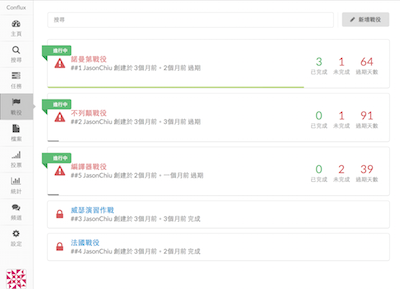 Conflux
主頁
搜尋
任務
戰役
檔案
投票
統計
頻道
設定
搜尋
新增戰役
進行中
諾曼第戰役
##1 JasonChiu 創建於 3個月前。2個月前 過期
3 已完成
1 未完成
64 過期天數
進行中
不列顛戰役
##2 JasonChiu 創建於 3個月前。3個月前 過期
0 已完成
1 未完成
91 過期天數
進行中
編譯器戰役
##5 JasonChiu 創建於 2個月前。一個月前 過期
0 已完成
2 未完成
39 過期天數
威瑟演習作戰
##3 JasonChiu 創建於 3個月前。3個月前 完成
法國戰役
##4 JasonChiu 創建於 3個月前。2個月前 完成